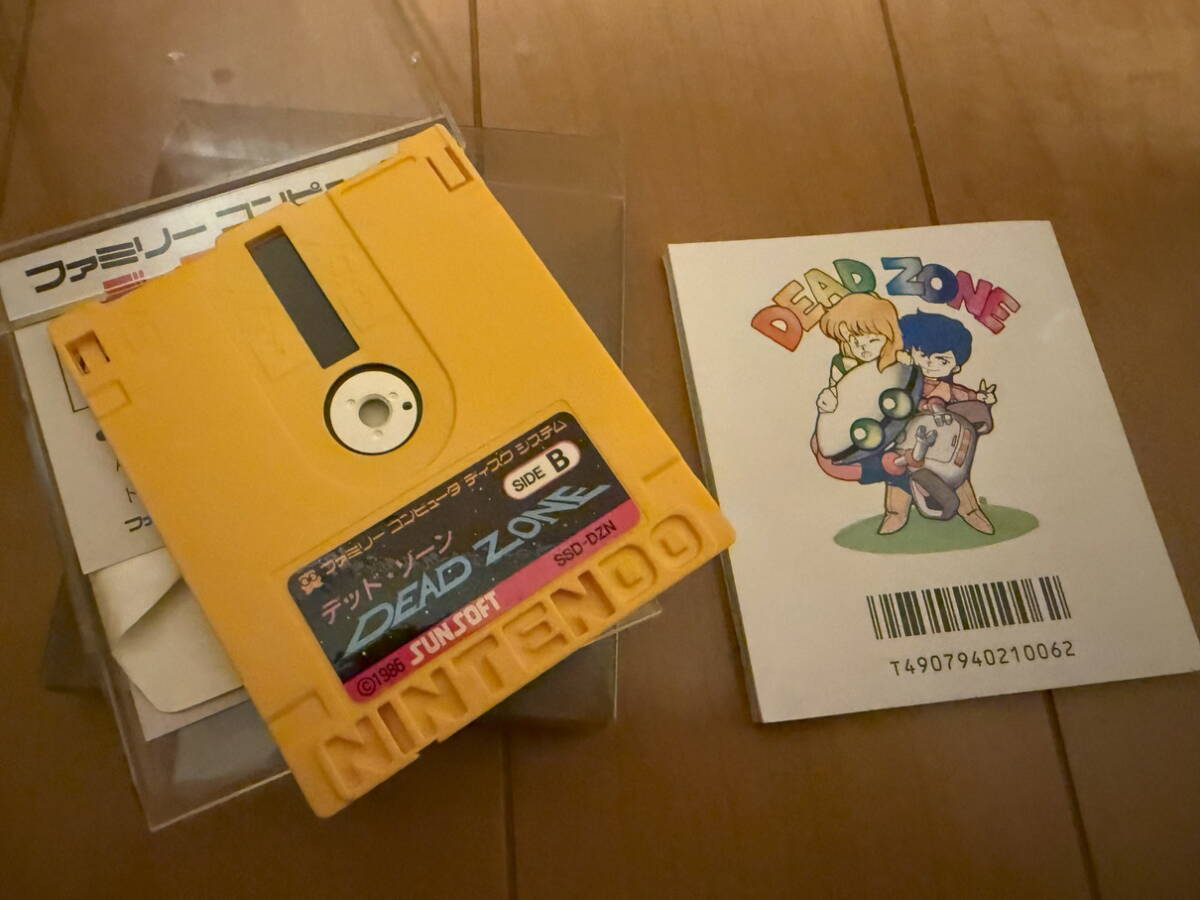 ファミリー コンピ
ファミリー コンピュータ ディスク システム
SIDE B
デッド・ゾーン
DEAD ZONE
SSD-DZN
©1986 SUNSOFT
NINTENDO
DEAD ZONE
T4907940210062